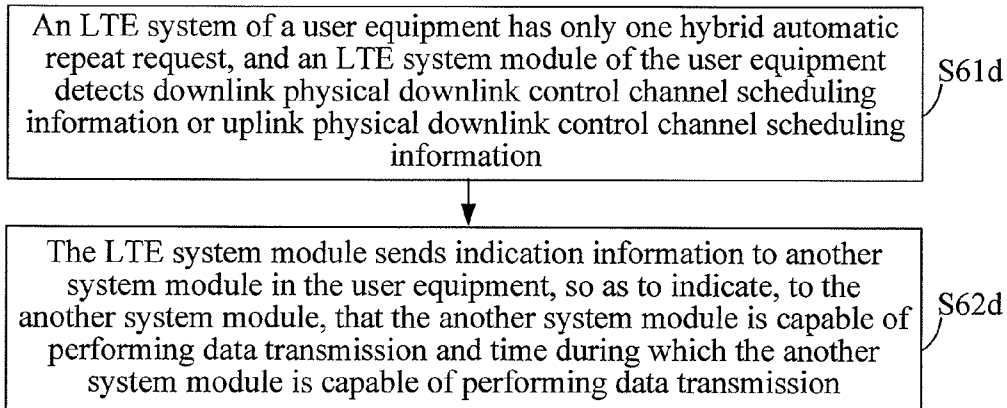 An LTE system of a user equipment has only one hybrid automatic
repeat request, and an LTE system module of the user equipment
detects downlink physical downlink control channel scheduling
information or uplink physical downlink control channel scheduling
information
S61d
The LTE system module sends indication information to another
system module in the user equipment, so as to indicate, to the
another system module, that the another system module is capable of
performing data transmission and time during which the another
system module is capable of performing data transmission
S62d